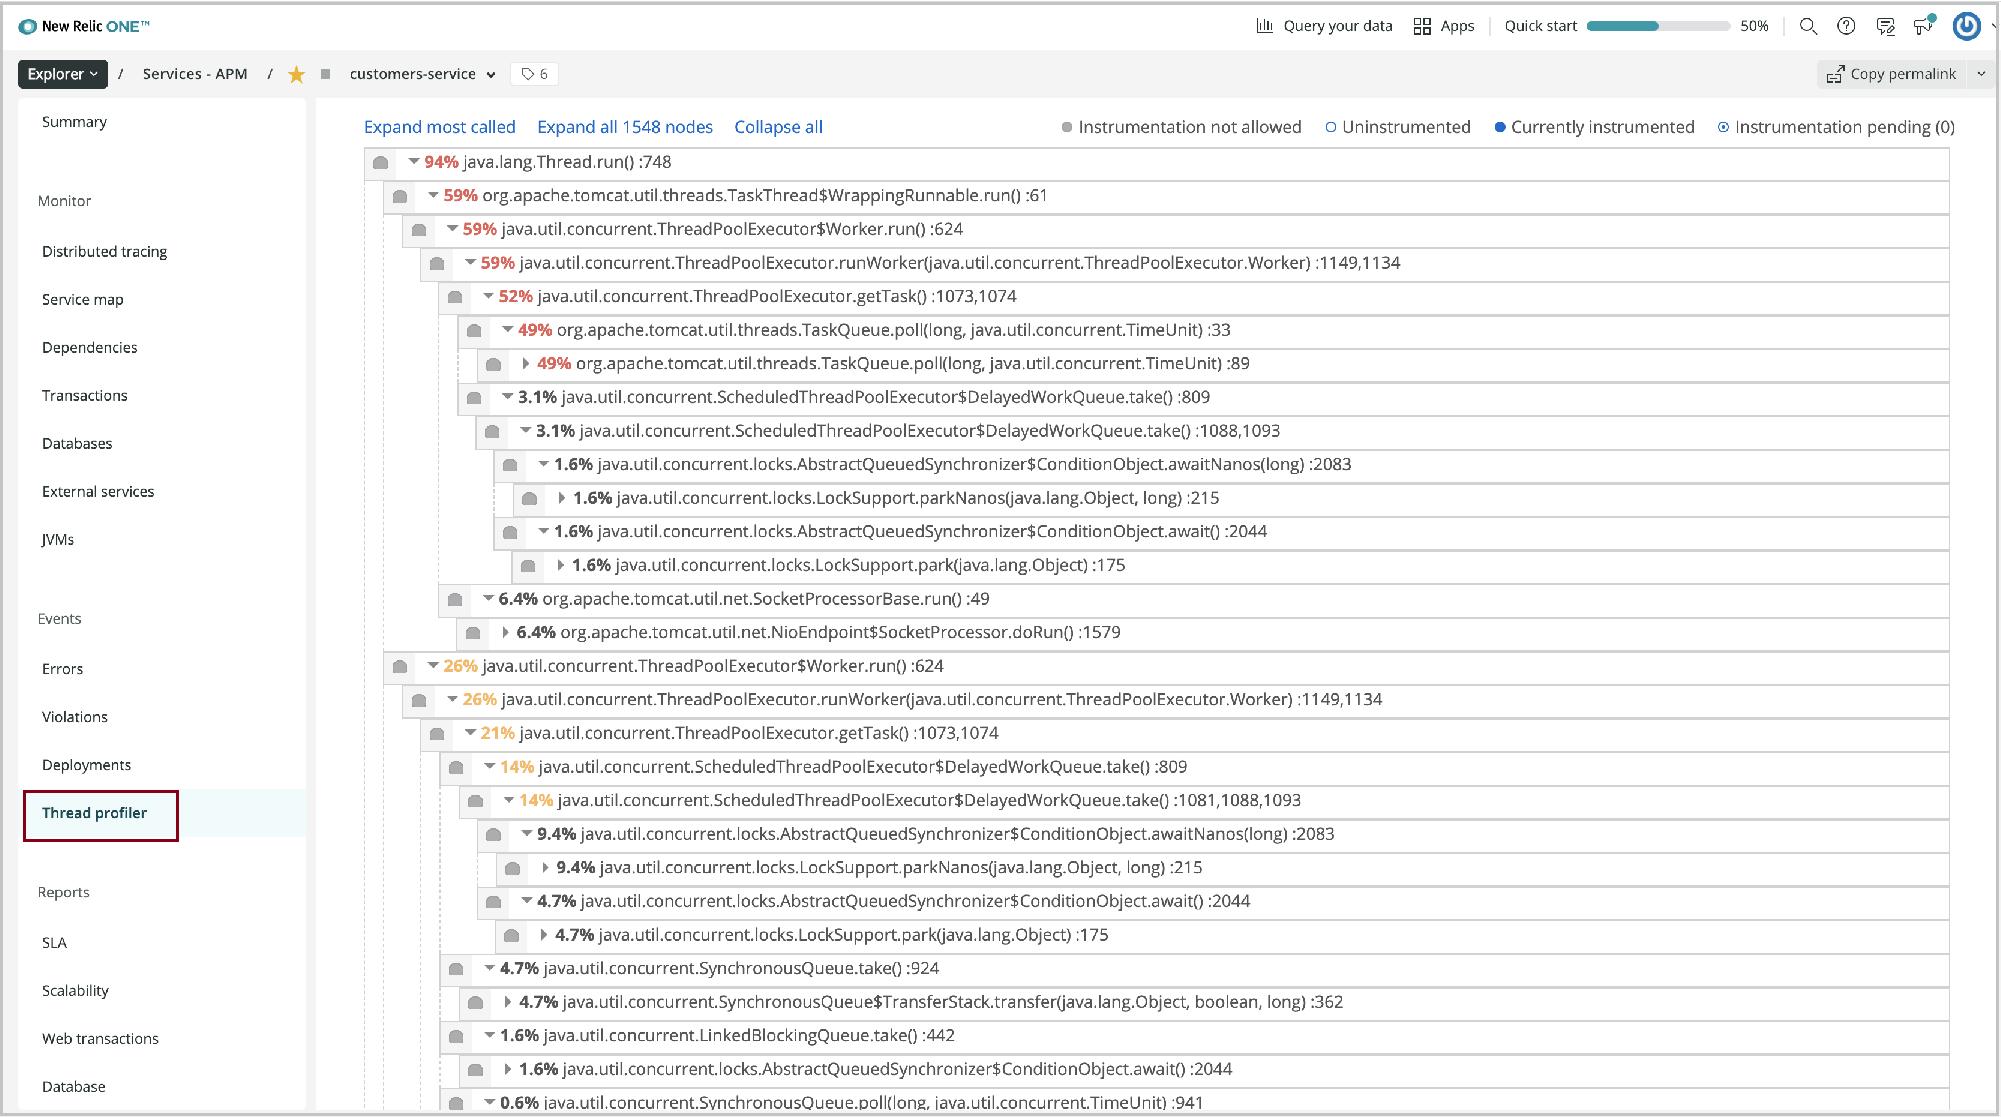 New Relic ONE™
Query your data
Apps
Quick start
50%
Explorer / Services - APM / customers-service 6
Copy permalink
Summary
Monitor
Distributed tracing
Service map
Dependencies
Transactions
Databases
External services
JVMs
Events
Errors
Violations
Deployments
Thread profiler
Reports
SLA
Scalability
Web transactions
Database
Expand most called Expand all 1548 nodes Collapse all
Instrumentation not allowed Uninstrumented Currently instrumented Instrumentation pending (0)
94% java.lang.Thread.run() :748
59% org.apache.tomcat.util.threads.TaskThread$WrappingRunnable.run() :61
59% java.util.concurrent.ThreadPoolExecutor$Worker.run() :624
59% java.util.concurrent.ThreadPoolExecutor.runWorker(java.util.concurrent.ThreadPoolExecutor.Worker) :1149,1134
52% java.util.concurrent.ThreadPoolExecutor.getTask() :1073,1074
49% org.apache.tomcat.util.threads.TaskQueue.poll(long, java.util.concurrent.TimeUnit) :33
49% org.apache.tomcat.util.threads.TaskQueue.poll(long, java.util.concurrent.TimeUnit) :89
3.1% java.util.concurrent.ScheduledThreadPoolExecutor$DelayedWorkQueue.take() :809
3.1% java.util.concurrent.ScheduledThreadPoolExecutor$DelayedWorkQueue.take() :1088,1093
1.6% java.util.concurrent.locks.AbstractQueuedSynchronizer$ConditionObject.awaitNanos(long) :2083
1.6% java.util.concurrent.locks.LockSupport.parkNanos(java.lang.Object, long) :215
1.6% java.util.concurrent.locks.AbstractQueuedSynchronizer$ConditionObject.await() :2044
1.6% java.util.concurrent.locks.LockSupport.park(java.lang.Object) :175
6.4% org.apache.tomcat.util.net.SocketProcessorBase.run() :49
6.4% org.apache.tomcat.util.net.NioEndpoint$SocketProcessor.doRun() :1579
26% java.util.concurrent.ThreadPoolExecutor$Worker.run() :624
26% java.util.concurrent.ThreadPoolExecutor.runWorker(java.util.concurrent.ThreadPoolExecutor.Worker) :1149,1134
21% java.util.concurrent.ThreadPoolExecutor.getTask() :1073,1074
14% java.util.concurrent.ScheduledThreadPoolExecutor$DelayedWorkQueue.take() :809
14% java.util.concurrent.ScheduledThreadPoolExecutor$DelayedWorkQueue.take() :1081,1088,1093
9.4% java.util.concurrent.locks.AbstractQueuedSynchronizer$ConditionObject.awaitNanos(long) :2083
9.4% java.util.concurrent.locks.LockSupport.parkNanos(java.lang.Object, long) :215
4.7% java.util.concurrent.locks.AbstractQueuedSynchronizer$ConditionObject.await() :2044
4.7% java.util.concurrent.locks.LockSupport.park(java.lang.Object) :175
4.7% java.util.concurrent.SynchronousQueue.take() :924
4.7% java.util.concurrent.SynchronousQueue$TransferStack.transfer(java.lang.Object, boolean, long) :362
1.6% java.util.concurrent.LinkedBlockingQueue.take() :442
1.6% java.util.concurrent.locks.AbstractQueuedSynchronizer$ConditionObject.await() :2044
0.6% java.util.concurrent.SynchronousQueue.poll(long, java.util.concurrent.TimeUnit) :941